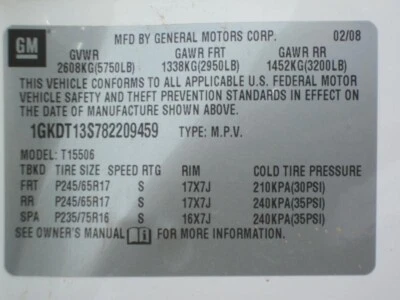 GM
MFD BY GENERAL MOTORS CORP. 02/08
GVWR GAWR FRT GAWR RR
2608KG(5750LB) 1338KG(2950LB) 1452KG(3200LB)
THIS VEHICLE CONFORMS TO ALL APPLICABLE U.S. FEDERAL MOTOR
VEHICLE SAFETY AND THEFT PREVENTION STANDARDS IN EFFECT ON
THE DATE OF MANUFACTURE SHOWN ABOVE.
1GKDT13S782209459 TYPE: M.P.V.
MODEL: T15506
TBKD TIRE SIZE SPEED RTG RIM COLD TIRE PRESSURE
FRT P245/65R17 S 17X7J 210KPA(30PSI)
RR P245/65R17 S 17X7J 240KPA(35PSI)
SPA P235/75R16 S 16X7J 240KPA(35PSI)
SEE OWNER'S MANUAL FOR MORE INFORMATION.